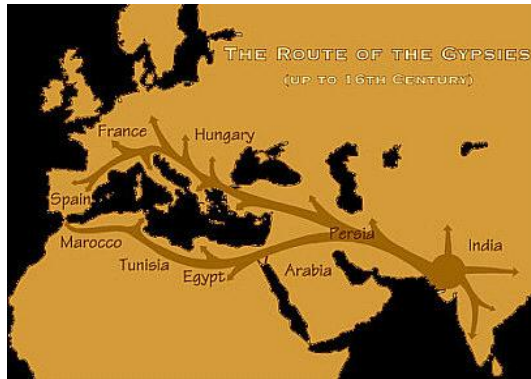 THE ROUTE OF THE GYPSIES
(UP TO 16TH CENTURY)
France
Hungary
Spain
Marocco
Persia
India
Tunisia
Egypt
Arabia